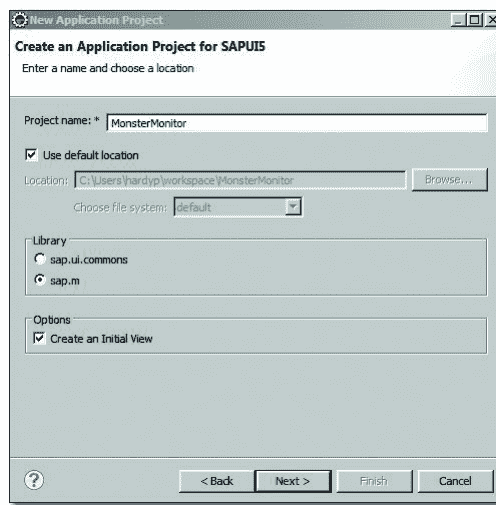 New Application Project
Create an Application Project for SAPUI5
Enter a name and choose a location
Project name: * MonsterMonitor
Use default location
Location: C:\Users\hardyp\workspace\MonsterMonitor Browse...
Choose file system: default
Library
sap.ui.commons
sap.m
Options
Create an Initial View
? < Back Next > Finish Cancel